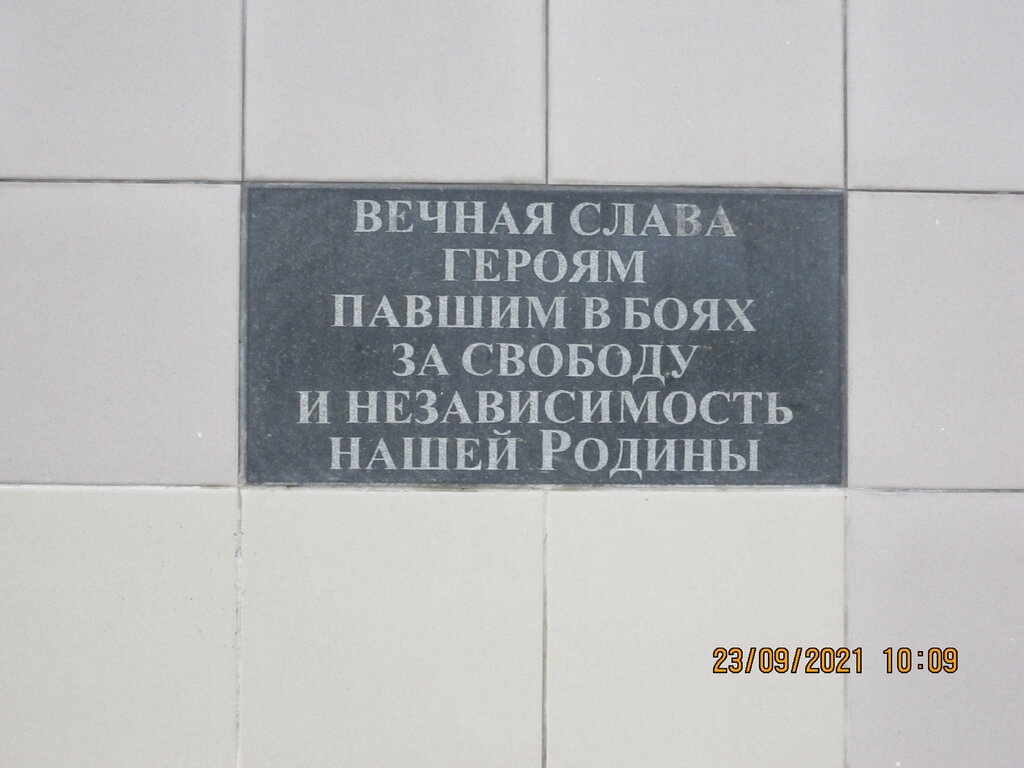 ВЕЧНАЯ СЛАВА
ГЕРОЯМ
ПАВШИМ В БОЯХ
ЗА СВОБОДУ
И НЕЗАВИСИМОСТЬ
НАШЕЙ РОДИНЫ
23/09/2021 10:09